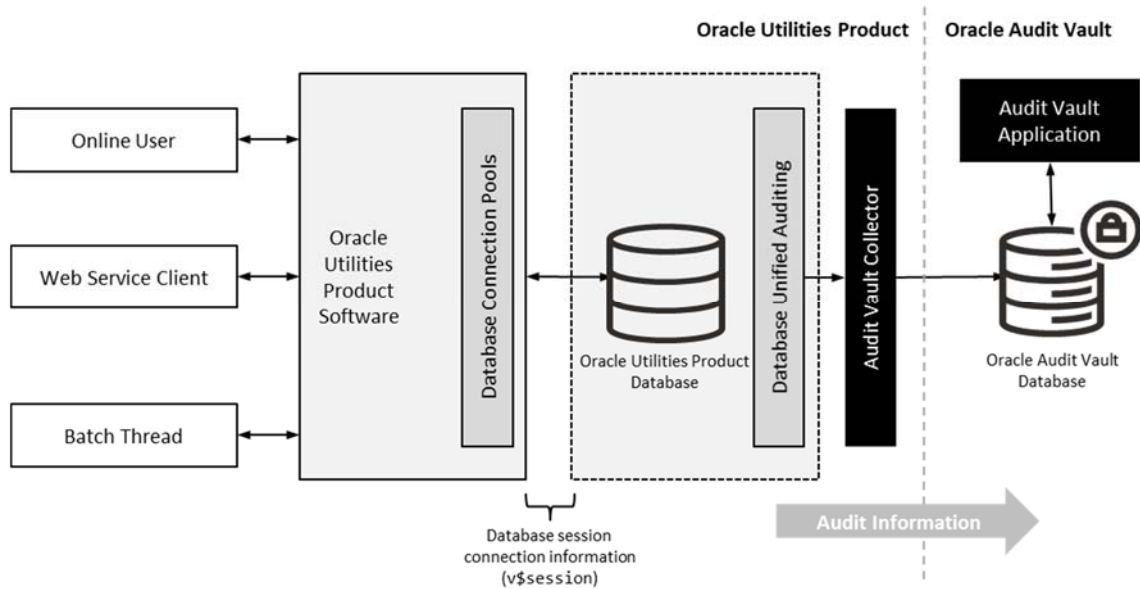 Oracle Utilities Product
Oracle Audit Vault
Online User
Web Service Client
Batch Thread
Oracle
Utilities
Product
Software
Database Connection Pools
Oracle Utilities Product
Database
Database Unified Auditing
Audit Vault Collector
Audit Vault
Application
Oracle Audit Vault
Database
Audit Information
Database session
connection information
(v$session)